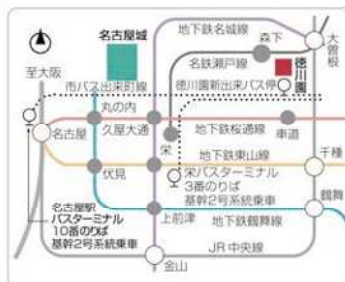 名古屋城
地下鉄名城線
大曽根
森下
名鉄瀬戸線
徳川園
至大阪
市バス出来町線
徳川園新出来バス停
丸の内
名古屋
久屋大通
栄
地下鉄桜通線
車道
伏見
地下鉄東山線
千種
栄バスターミナル
3番のりば
基幹2号系統乗車
名古屋駅
バスターミナル
10番のりば
基幹2号系統乗車
上前津
地下鉄鶴舞線
鶴舞
JR中央線
金山